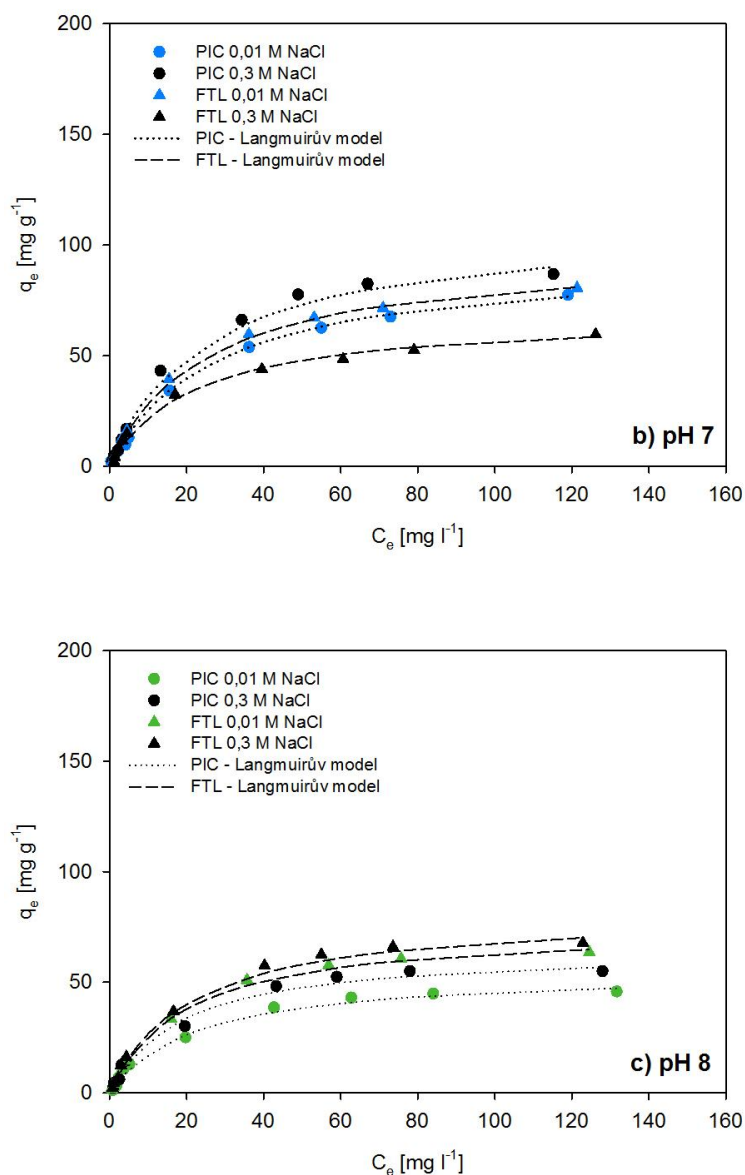 200
150
100
50
0
q_e [mg g⁻¹]
PIC 0,01 M NaCl
PIC 0,3 M NaCl
FTL 0,01 M NaCl
FTL 0,3 M NaCl
PIC - Langmuirův model
FTL - Langmuirův model
b) pH 7
0 20 40 60 80 100 120 140 160
C_e [mg l⁻¹]
200
150
100
50
0
q_e [mg g⁻¹]
PIC 0,01 M NaCl
PIC 0,3 M NaCl
FTL 0,01 M NaCl
FTL 0,3 M NaCl
PIC - Langmuirův model
FTL - Langmuirův model
c) pH 8
0 20 40 60 80 100 120 140 160
C_e [mg l⁻¹]